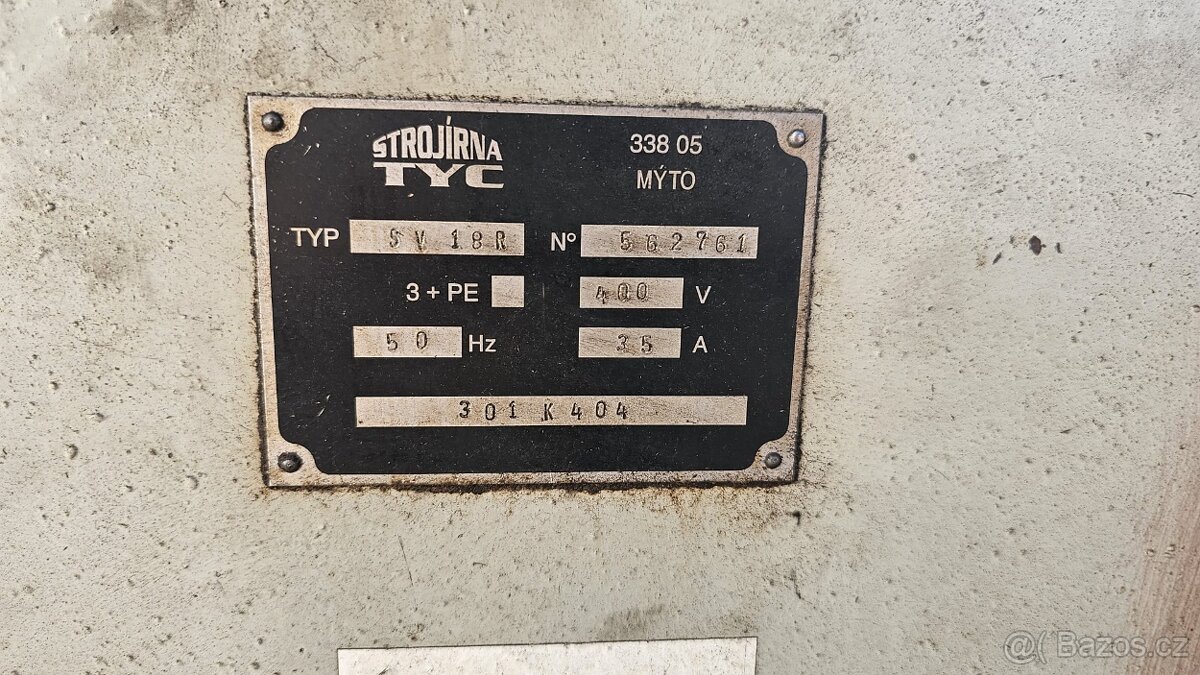 STROJÍRNA
TYC
338 05
MÝTO
TYP SV 18R Nº 562761
3 + PE 400 V
50 Hz 35 A
301 K 404
@( Bazos.cz